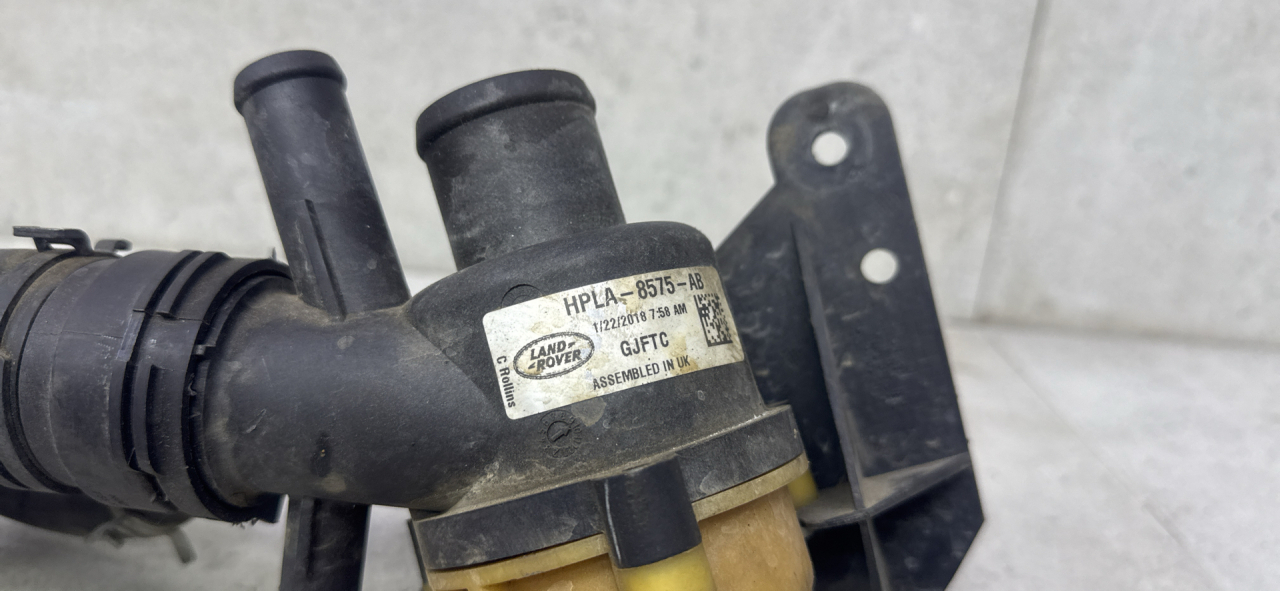 HPLA-8575-AB
1/22/2018 7:58 AM
LAND-
-ROVER
GJFTC
ASSEMBLED IN UK
C Rollins